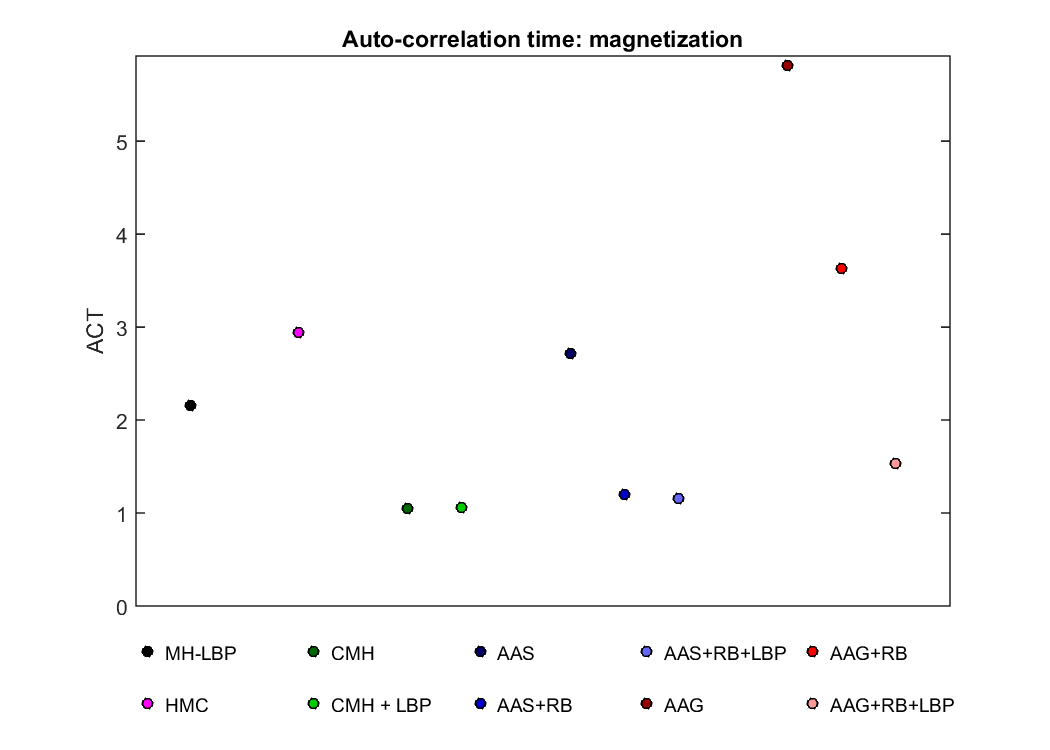 Auto-correlation time: magnetization
5
4
3
2
1
0
ACT
MH-LBP CMH AAS AAS+RB+LBP AAG+RB
HMC CMH + LBP AAS+RB AAG AAG+RB+LBP